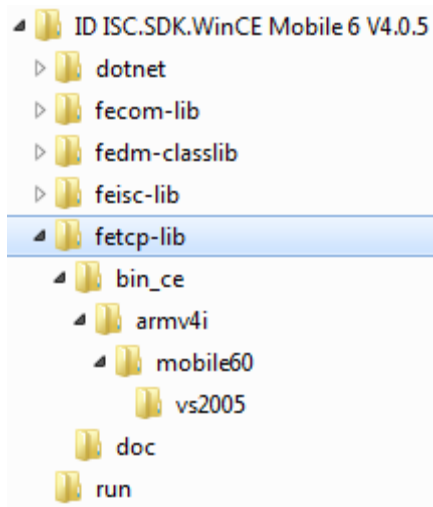 ID ISC.SDK.WinCE Mobile 6 V4.0.5
dotnet
fecom-lib
fedm-classlib
feisc-lib
fetcp-lib
bin_ce
armv4i
mobile60
vs2005
doc
run